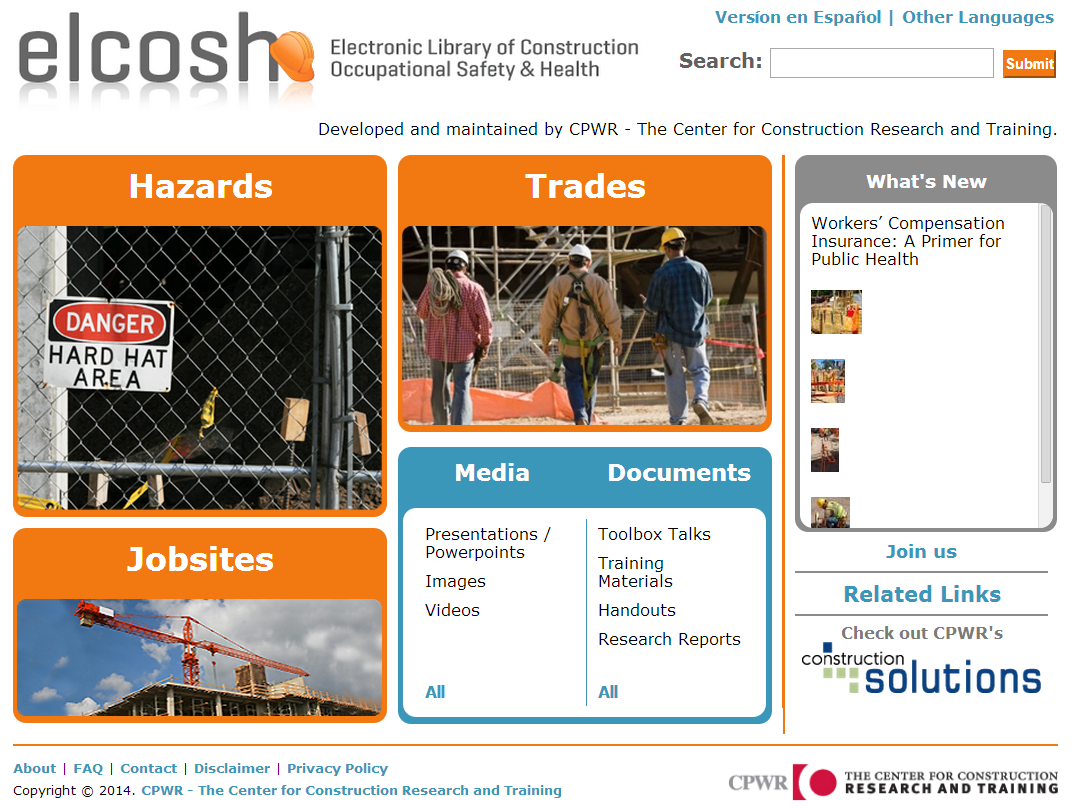 Versíon en Español | Other Languages
elcosh
Electronic Library of Construction
Occupational Safety & Health
Search:
Submit
Developed and maintained by CPWR - The Center for Construction Research and Training.
Hazards
DANGER
HARD HAT
AREA
Trades
What's New
Workers’ Compensation
Insurance: A Primer for
Public Health
Jobsites
Media
Presentations /
Powerpoints
Images
Videos
All
Documents
Toolbox Talks
Training
Materials
Handouts
Research Reports
All
Join us
Related Links
Check out CPWR's
construction
solutions
About | FAQ | Contact | Disclaimer | Privacy Policy
Copyright © 2014. CPWR - The Center for Construction Research and Training
CPWR
THE CENTER FOR CONSTRUCTION
RESEARCH AND TRAINING